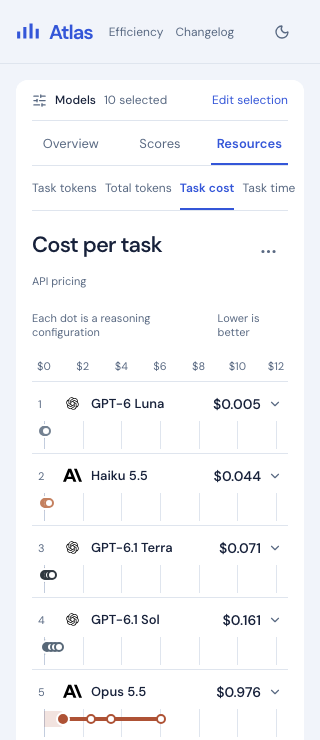 Atlas Efficiency Changelog
Models 10 selected Edit selection
Overview Scores Resources
Task tokens Total tokens Task cost Task time
Cost per task ...
API pricing
Each dot is a reasoning Lower is
configuration better
$0 $2 $4 $6 $8 $10 $12
1 GPT-6 Luna $0.005
2 Haiku 5.5 $0.044
3 GPT-6.1 Terra $0.071
4 GPT-6.1 Sol $0.161
5 Opus 5.5 $0.976